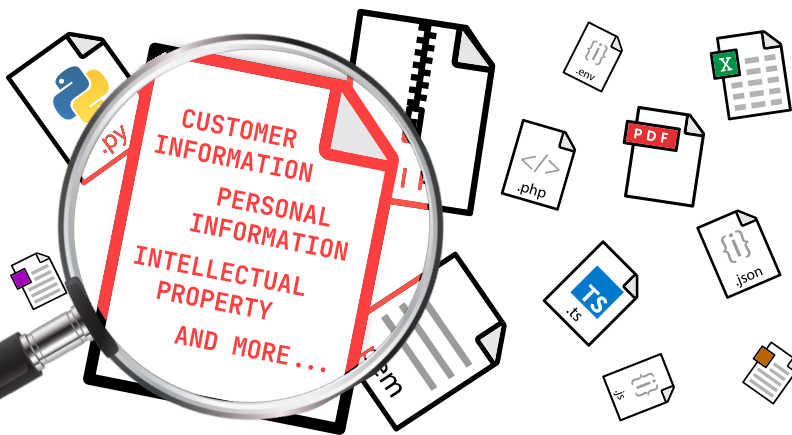 .py
CUSTOMER
INFORMATION
PERSONAL
INFORMATION
INTELLECTUAL
PROPERTY
AND MORE...
.env
X
.php
</>
PDF
{i}
.json
TS
.ts
.js
{i}
{i}